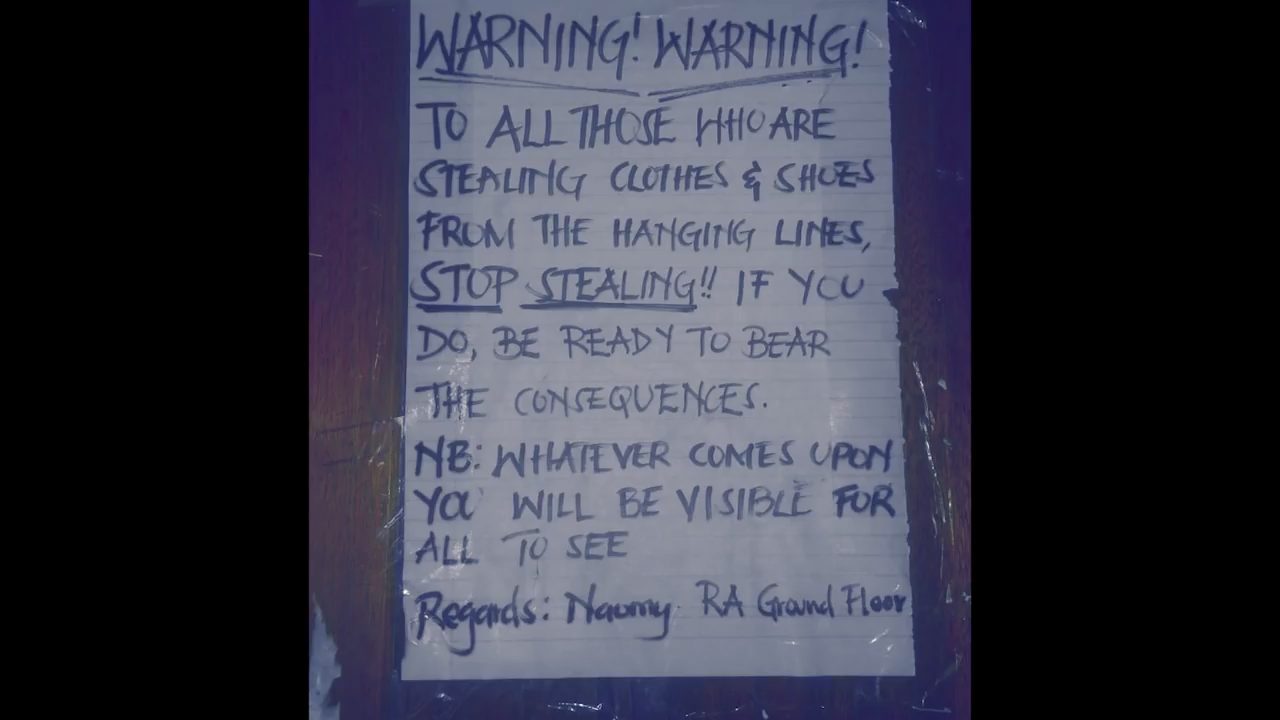 WARNING! WARNING!
TO ALL THOSE WHO ARE
STEALING CLOTHES & SHOES
FROM THE HANGING LINES,
STOP STEALING!! IF YOU
DO, BE READY TO BEAR
THE CONSEQUENCES.
NB: WHATEVER COMES UPON
YOU WILL BE VISIBLE FOR
ALL TO SEE
Regards: Naomy RA Ground Floor